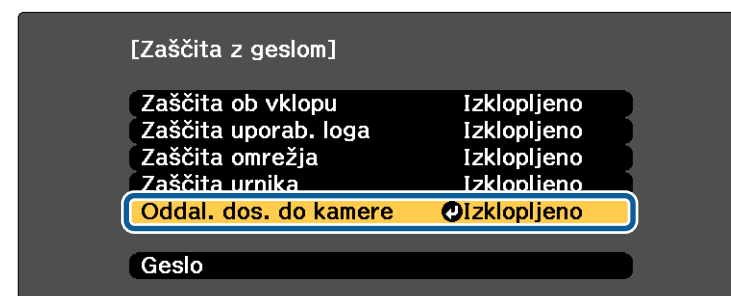 [Zaščita z geslom]
Zaščita ob vklopu Izklopljeno
Zaščita uporab. loga Izklopljeno
Zaščita omrežja Izklopljeno
Zaščita urnika Izklopljeno
Oddal. dos. do kamere Izklopljeno
Geslo